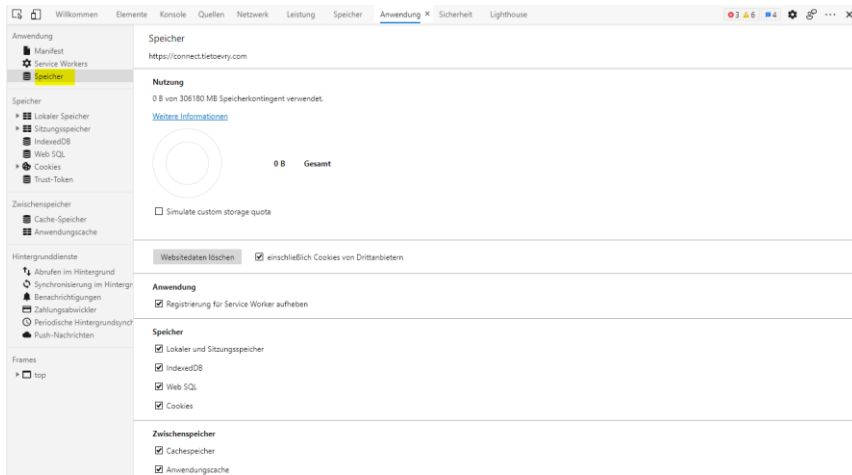 Willkommen Elemente Konsole Quellen Netzwerk Leistung Speicher Anwendung × Sicherheit Lighthouse 3 6 4
Anwendung
Manifest
Service Workers
Speicher
Speicher
Lokaler Speicher
Sitzungsspeicher
IndexedDB
Web SQL
Cookies
Trust-Token
Zwischenspeicher
Cache-Speicher
Anwendungscache
Hintergrunddienste
Abrufen im Hintergrund
Synchronisierung im Hintergr
Benachrichtigungen
Zahlungsabwickler
Periodische Hintergrundsynch
Push-Nachrichten
Frames
top
Speicher
https://connect.tietoevry.com
Nutzung
0 B von 306180 MB Speicherkontingent verwendet.
Weitere Informationen
0 B Gesamt
Simulate custom storage quota
Websitedaten löschen einschließlich Cookies von Drittanbietern
Anwendung
Registrierung für Service Worker aufheben
Speicher
Lokaler und Sitzungsspeicher
IndexedDB
Web SQL
Cookies
Zwischenspeicher
Cachespeicher
Anwendungscache